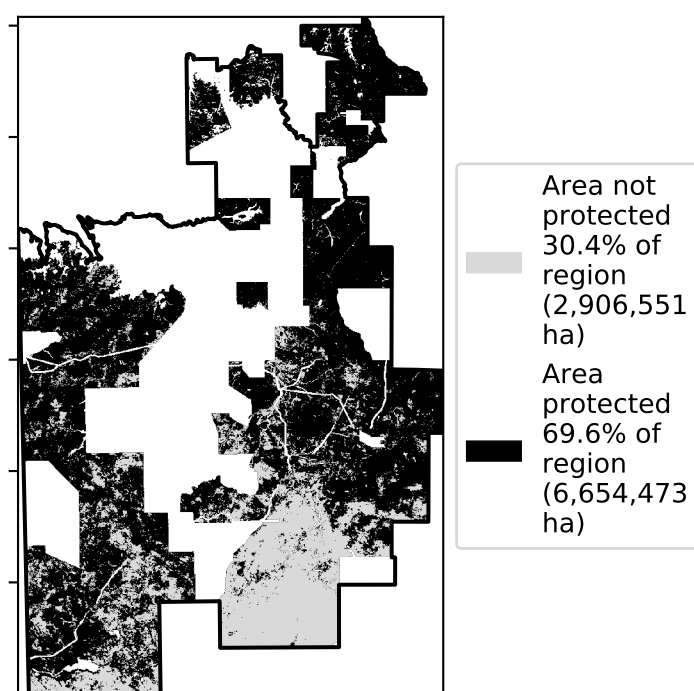 Area not
protected
30.4% of
region
(2,906,551
ha)
Area
protected
69.6% of
region
(6,654,473
ha)